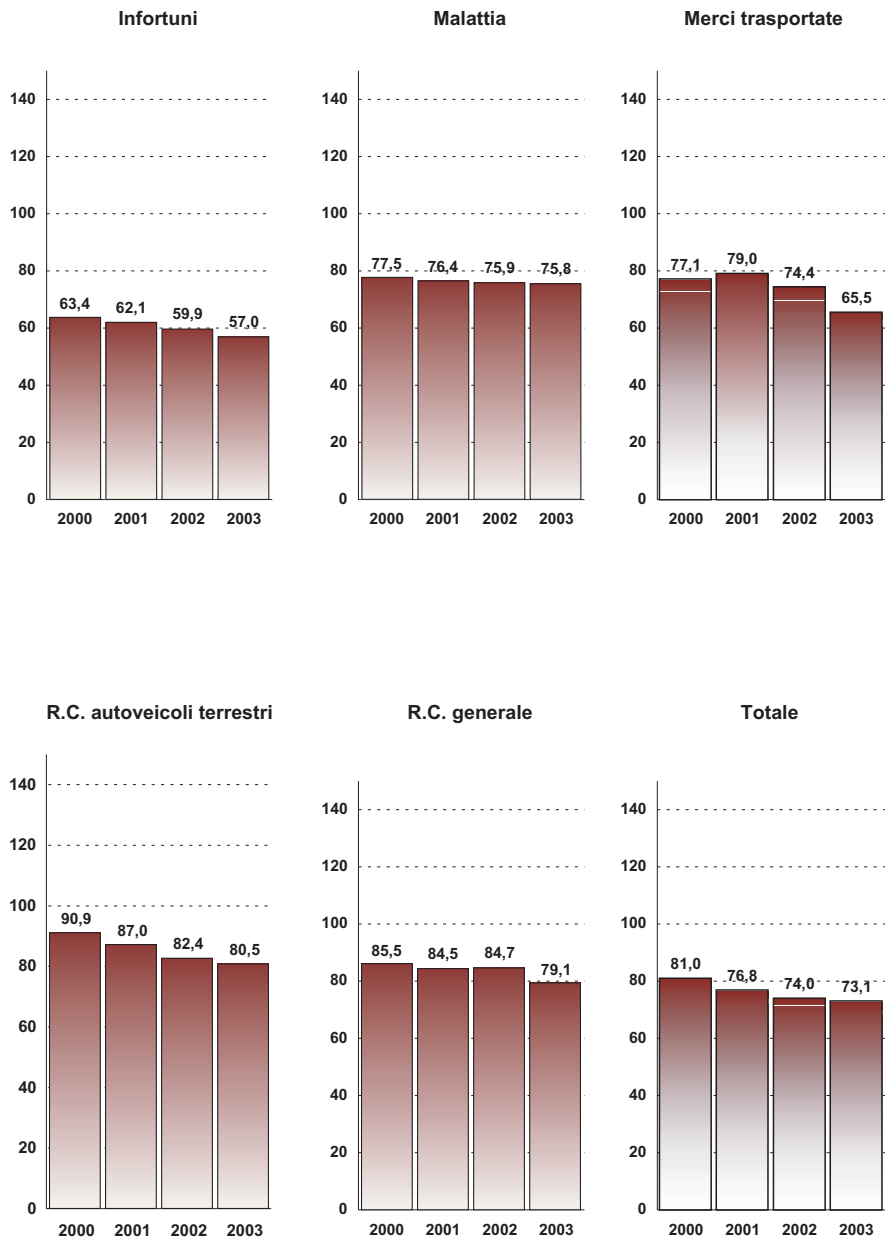 Infortuni
140
120
100
80
60
40
20
0
63,4 62,1 59,9 57,0
2000 2001 2002 2003
Malattia
140
120
100
80
60
40
20
0
77,5 76,4 75,9 75,8
2000 2001 2002 2003
Merci trasportate
140
120
100
80
60
40
20
0
77,1 79,0 74,4 65,5
2000 2001 2002 2003
R.C. autoveicoli terrestri
140
120
100
80
60
40
20
0
90,9 87,0 82,4 80,5
2000 2001 2002 2003
R.C. generale
140
120
100
80
60
40
20
0
85,5 84,5 84,7 79,1
2000 2001 2002 2003
Totale
140
120
100
80
60
40
20
0
81,0 76,8 74,0 73,1
2000 2001 2002 2003